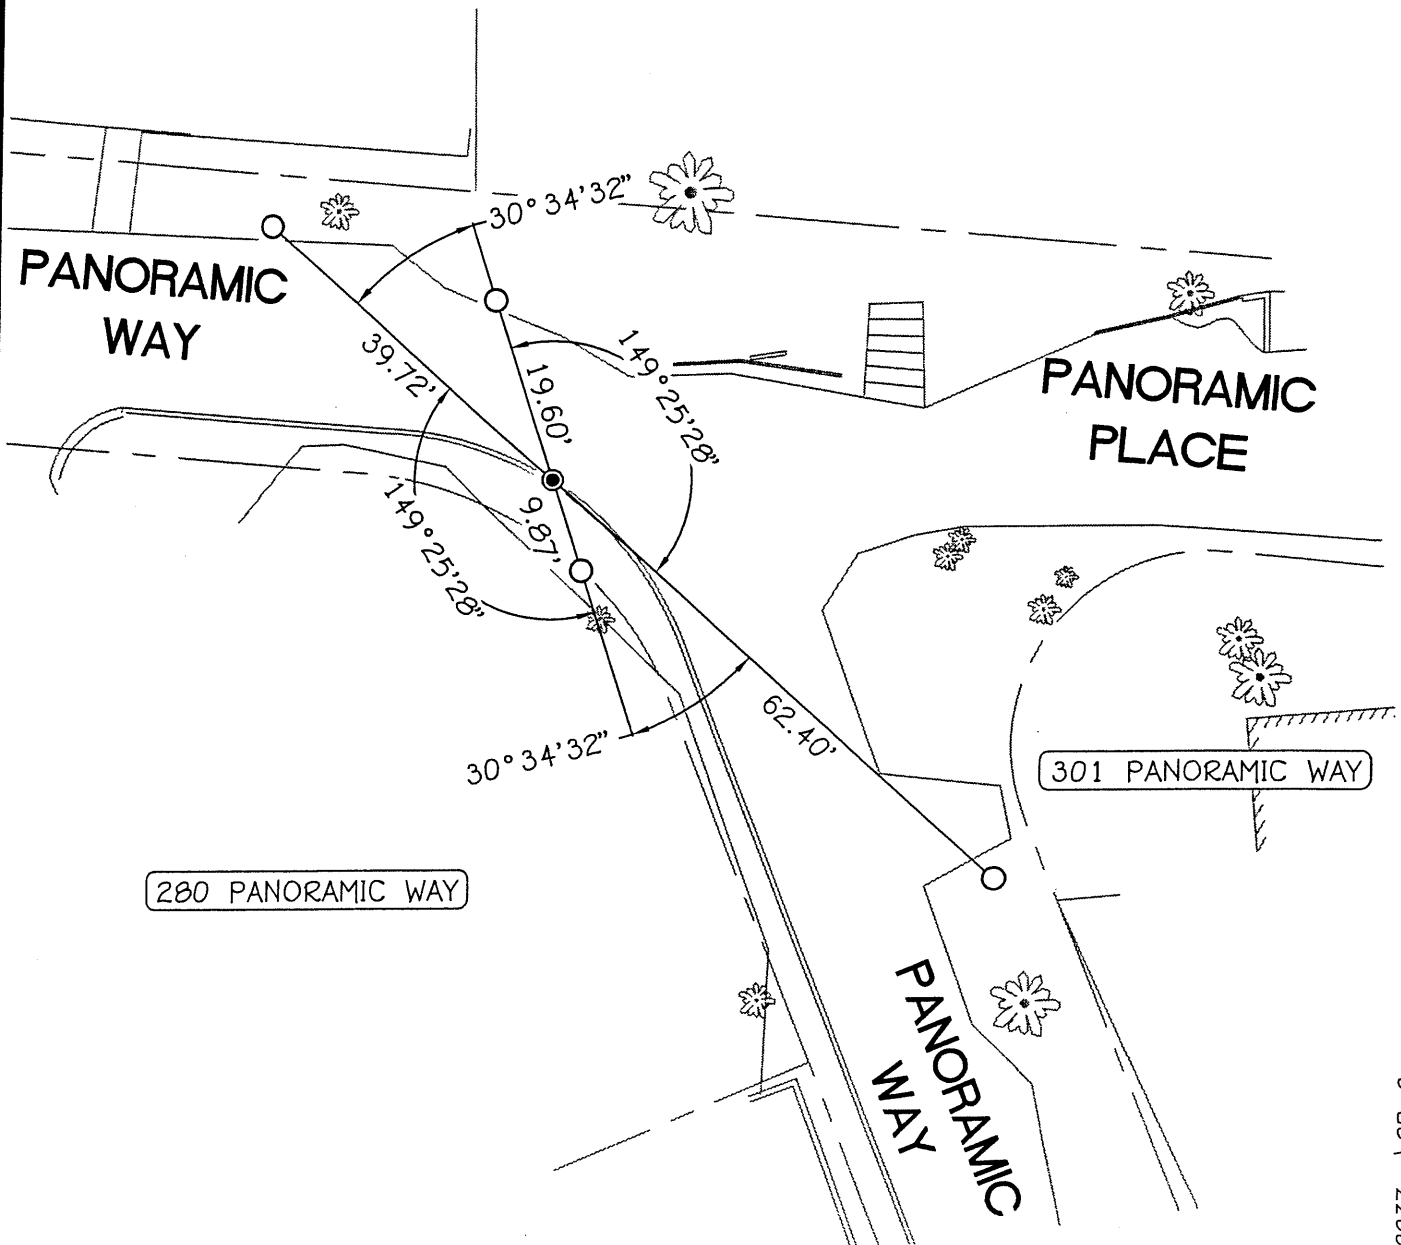 30°34'32"
PANORAMIC
WAY
39.72'
19.60'
149°25'28"
PANORAMIC
PLACE
149°25'28"
9.87'
30°34'32"
62.40'
301 PANORAMIC WAY
280 PANORAMIC WAY
PANORAMIC
WAY